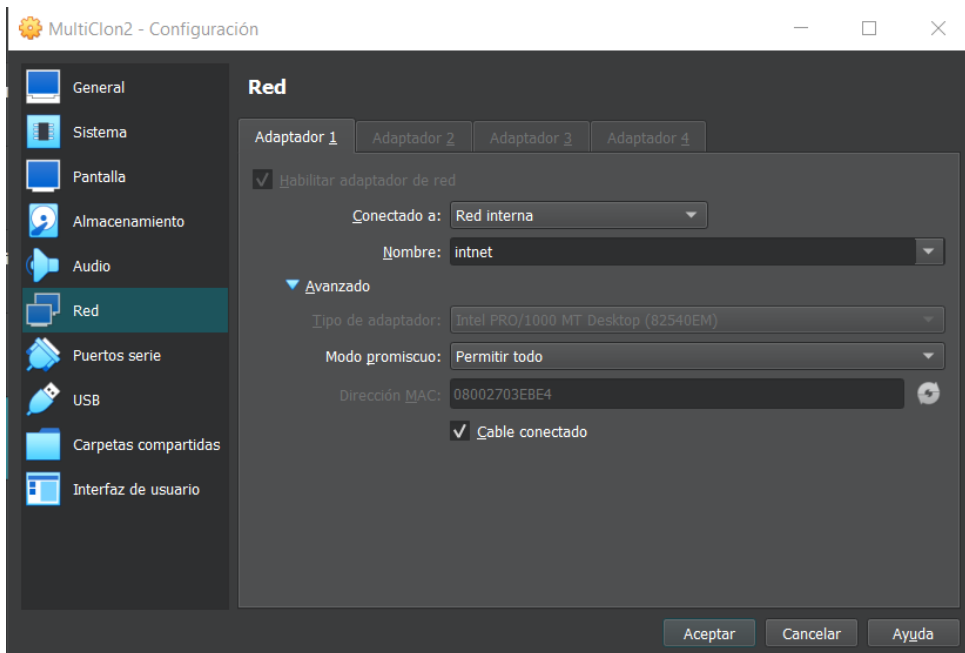 MultiClon2 - Configuración
General
Sistema
Pantalla
Almacenamiento
Audio
Red
Puertos serie
USB
Carpetas compartidas
Interfaz de usuario
Red
Adaptador 1 Adaptador 2 Adaptador 3 Adaptador 4
Habilitar adaptador de red
Conectado a: Red interna
Nombre: intnet
Avanzado
Tipo de adaptador: Intel PRO/1000 MT Desktop (82540EM)
Modo promiscuo: Permitir todo
Dirección MAC: 08002703EBE4
Cable conectado
Aceptar Cancelar Ayuda